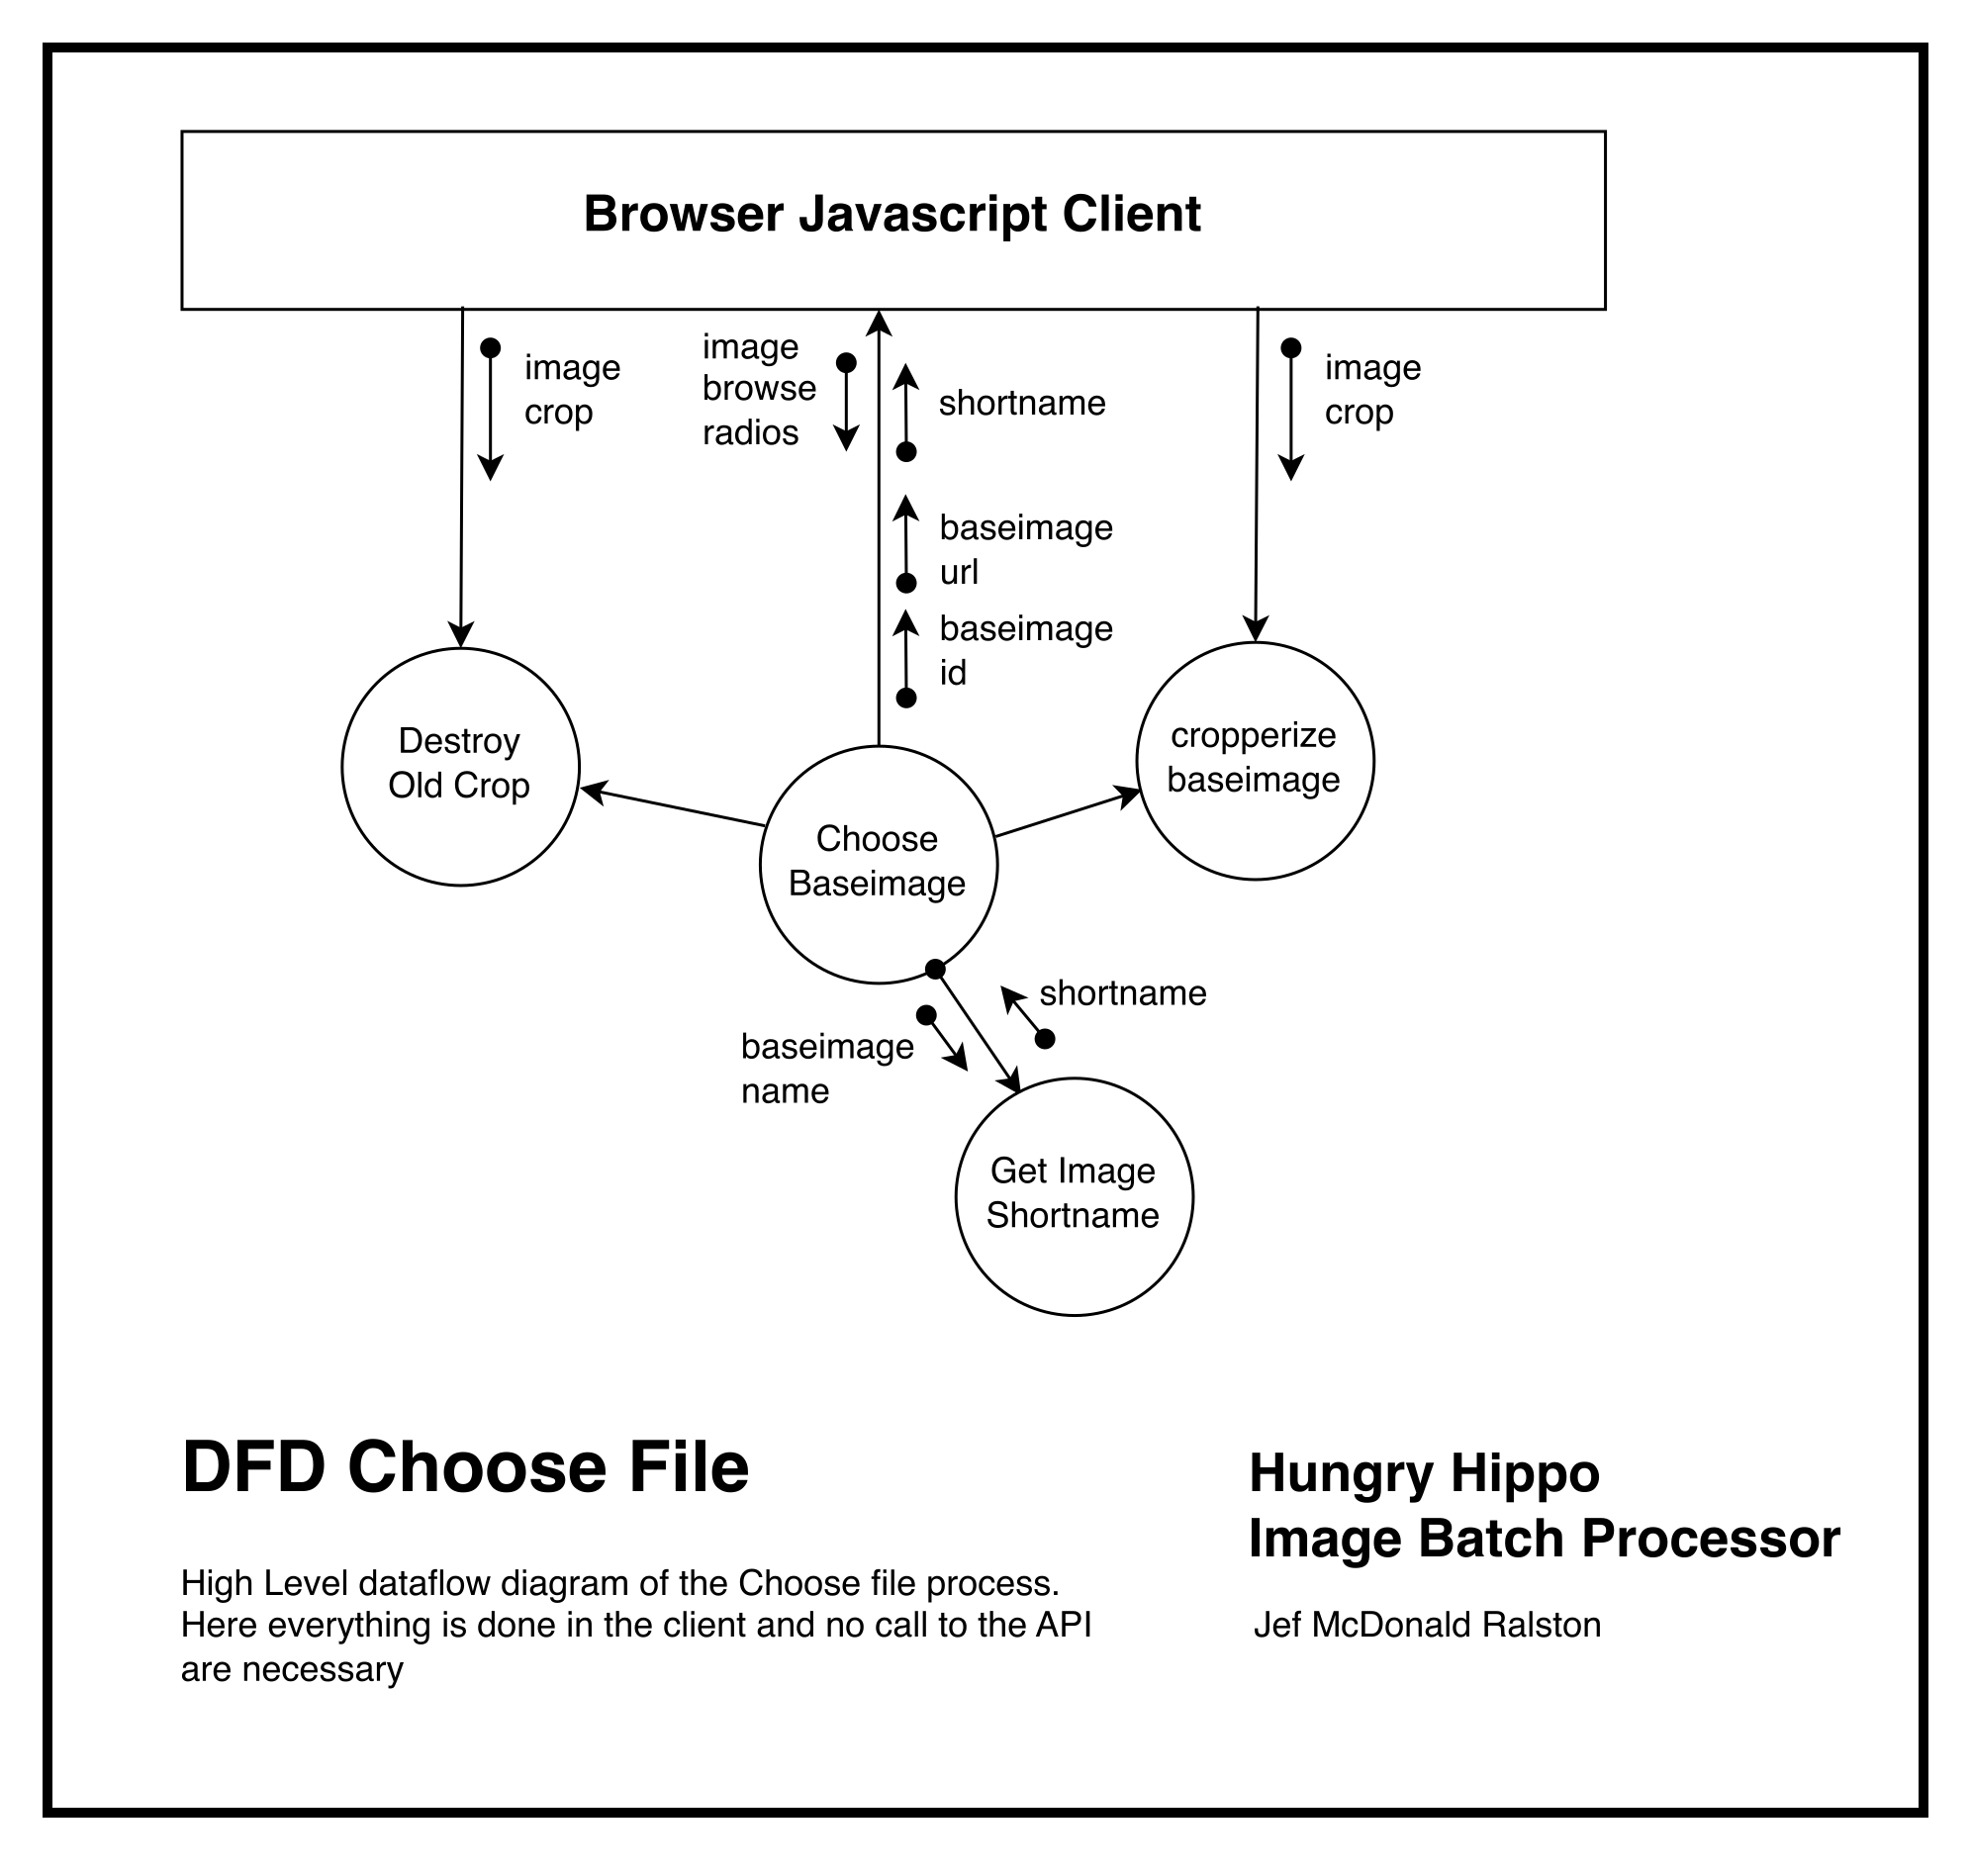 Browser Javascript Client
image
crop
image
browse
radios
shortname
image
crop
baseimage
url
baseimage
id
Destroy
Old Crop
cropperize
baseimage
Choose
Baseimage
shortname
baseimage
name
Get Image
Shortname
DFD Choose File
High Level dataflow diagram of the Choose file process.
Here everything is done in the client and no call to the API
are necessary
Hungry Hippo
Image Batch Processor
Jef McDonald Ralston